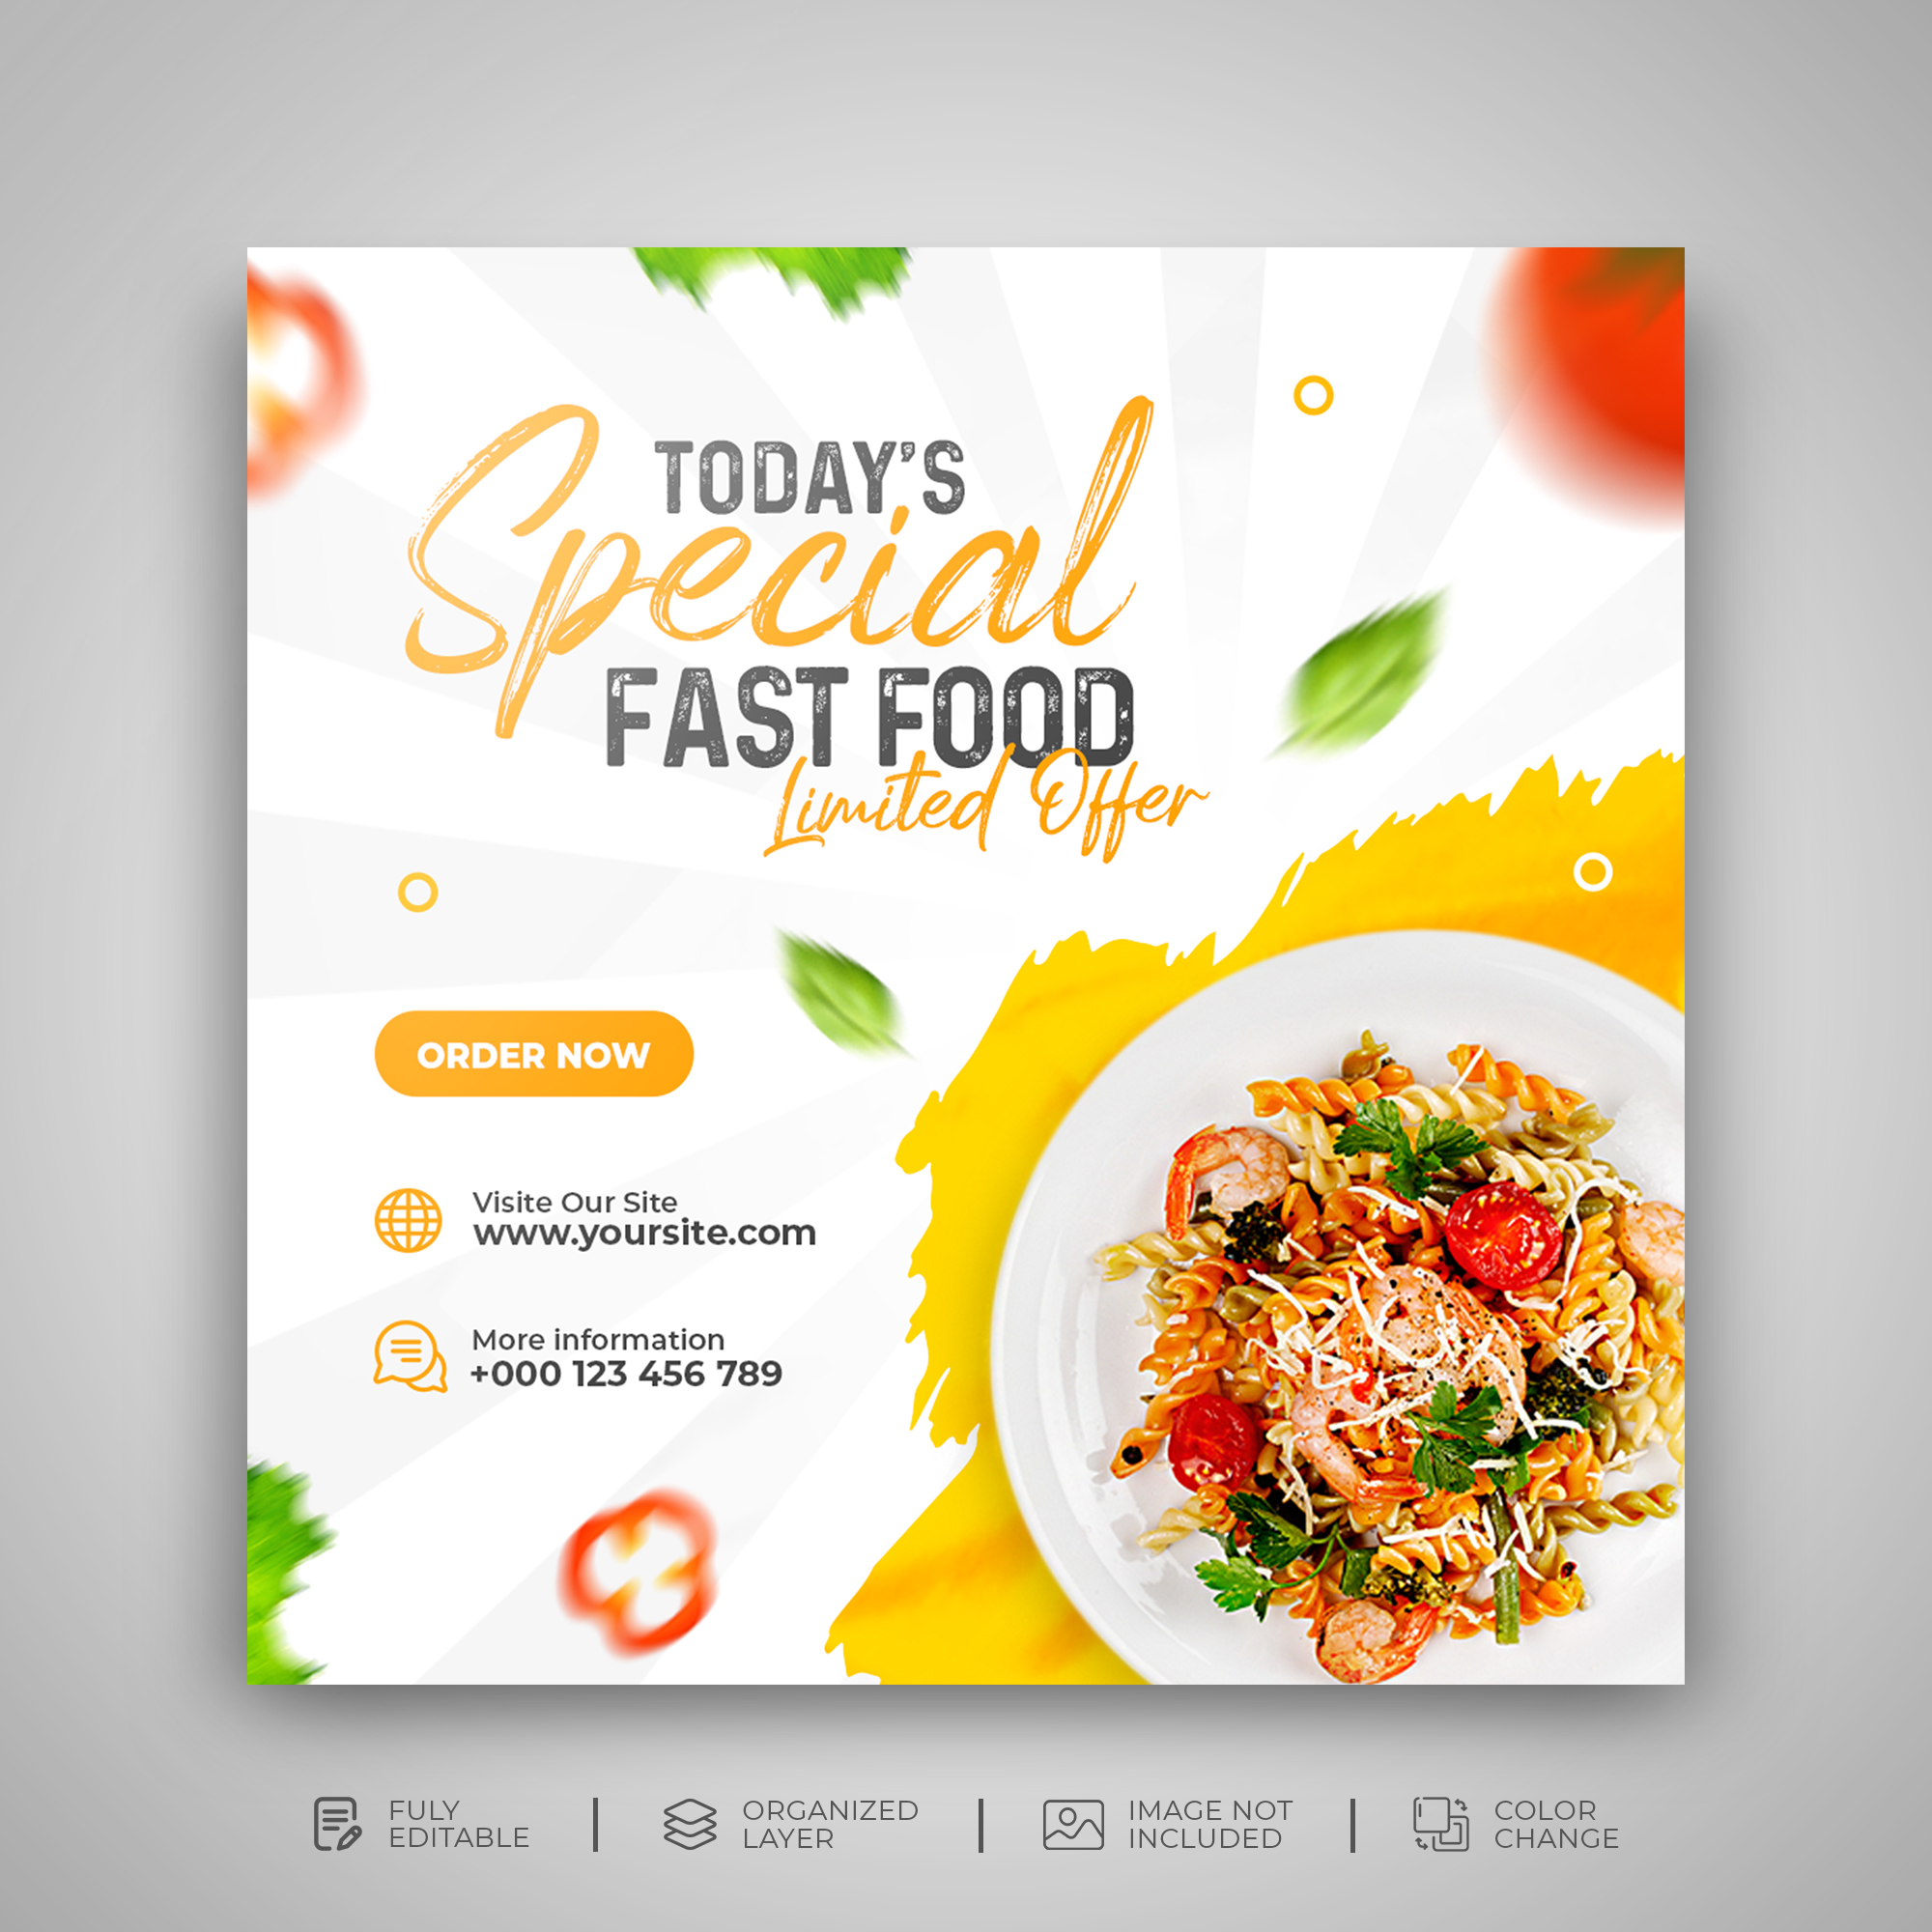 TODAY'S
Special
FAST FOOD
Limited Offer
ORDER NOW
Visite Our Site
www.yoursite.com
More information
+000 123 456 789
FULY
EDITABLE
ORGANIZED
LAYER
IMAGE NOT
INCLUDED
COLOR
CHANGE